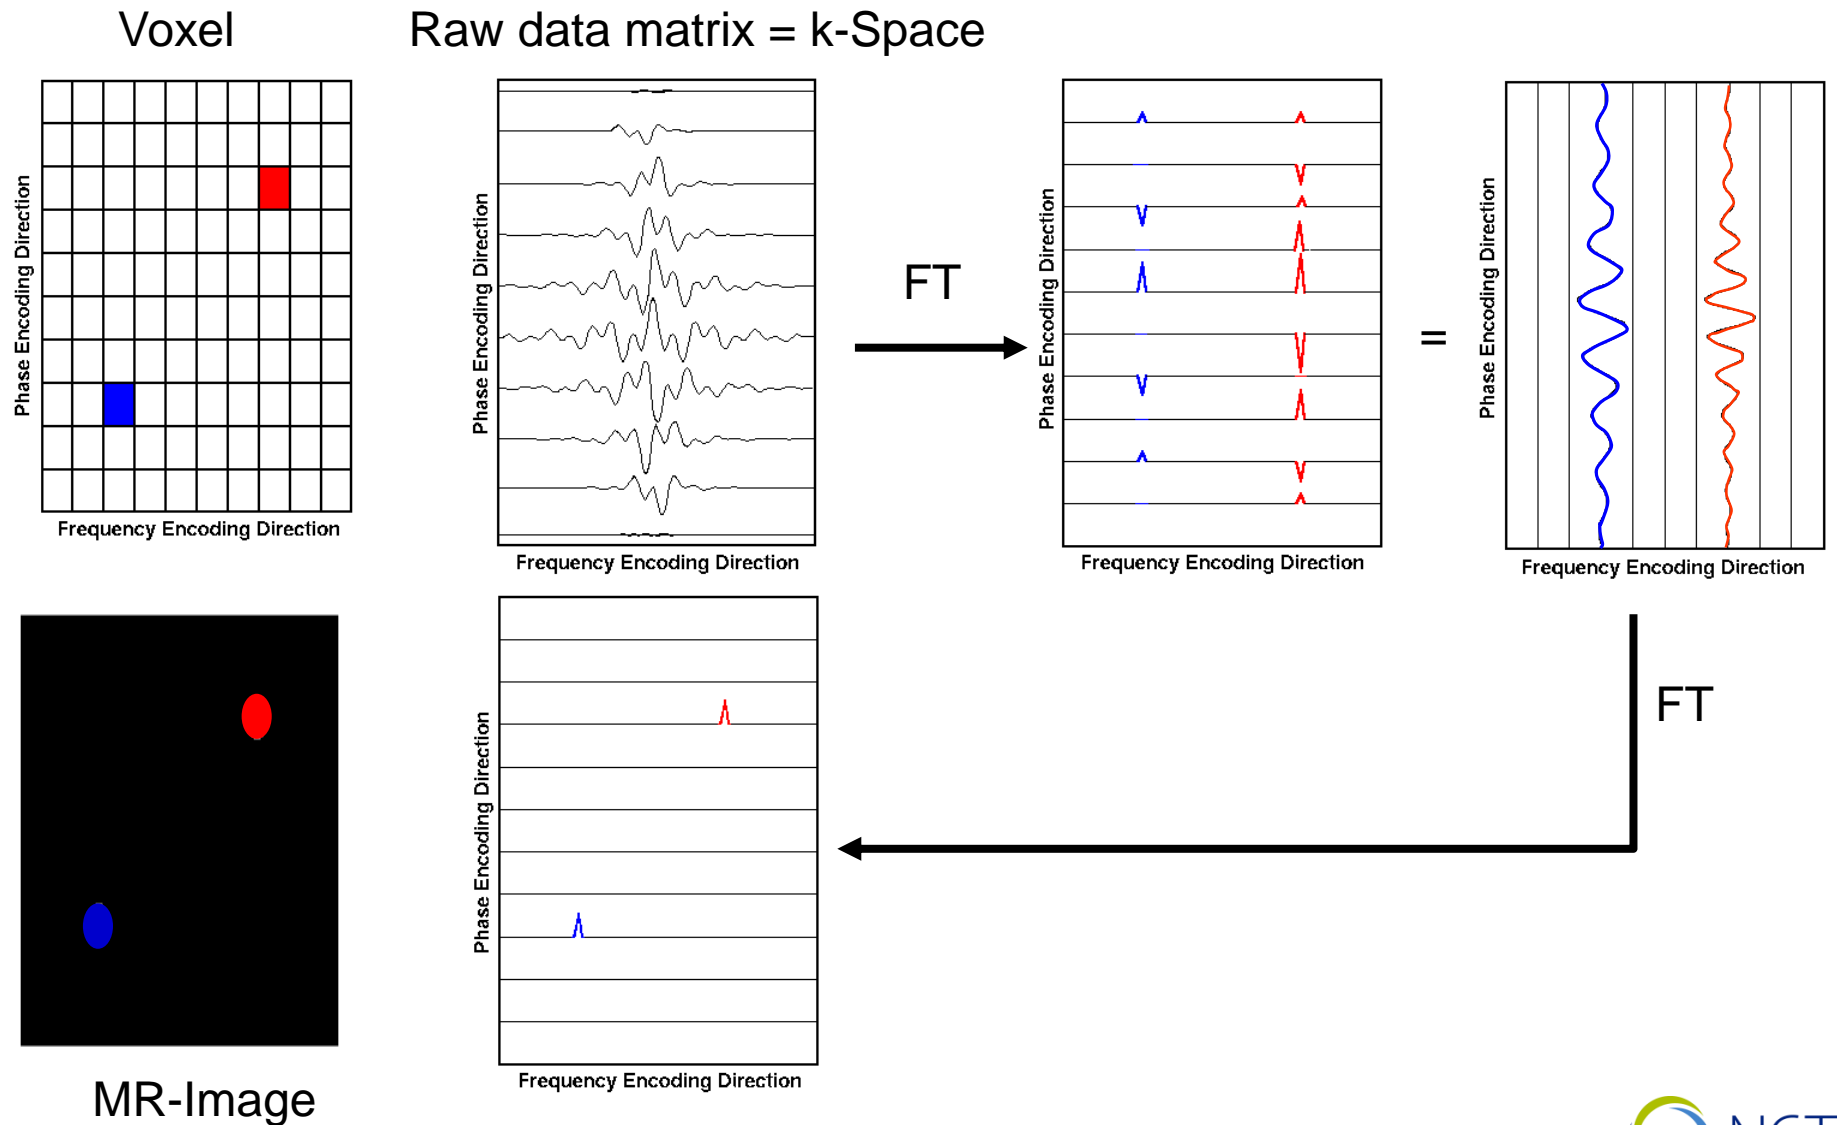 Voxel
Raw data matrix = k-Space
Phase Encoding Direction
Frequency Encoding Direction
Phase Encoding Direction
Frequency Encoding Direction
FT
Phase Encoding Direction
Frequency Encoding Direction
=
Phase Encoding Direction
Frequency Encoding Direction
FT
MR-Image
Phase Encoding Direction
Frequency Encoding Direction